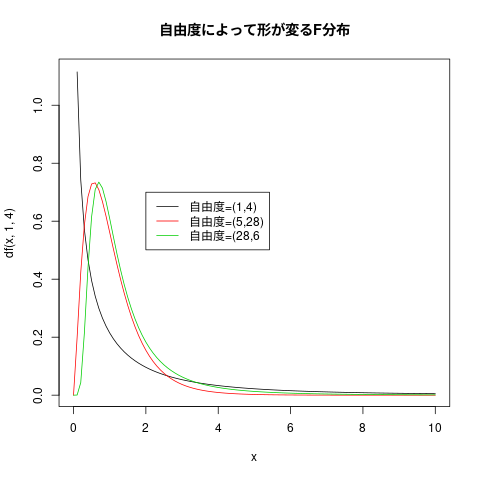 自由度によって形が変るF分布
df(x, 1, 4)
1.0
0.8
0.6
0.4
0.2
0.0
自由度=(1,4)
自由度=(5,28)
自由度=(28,6
0 2 4 6 8 10
x